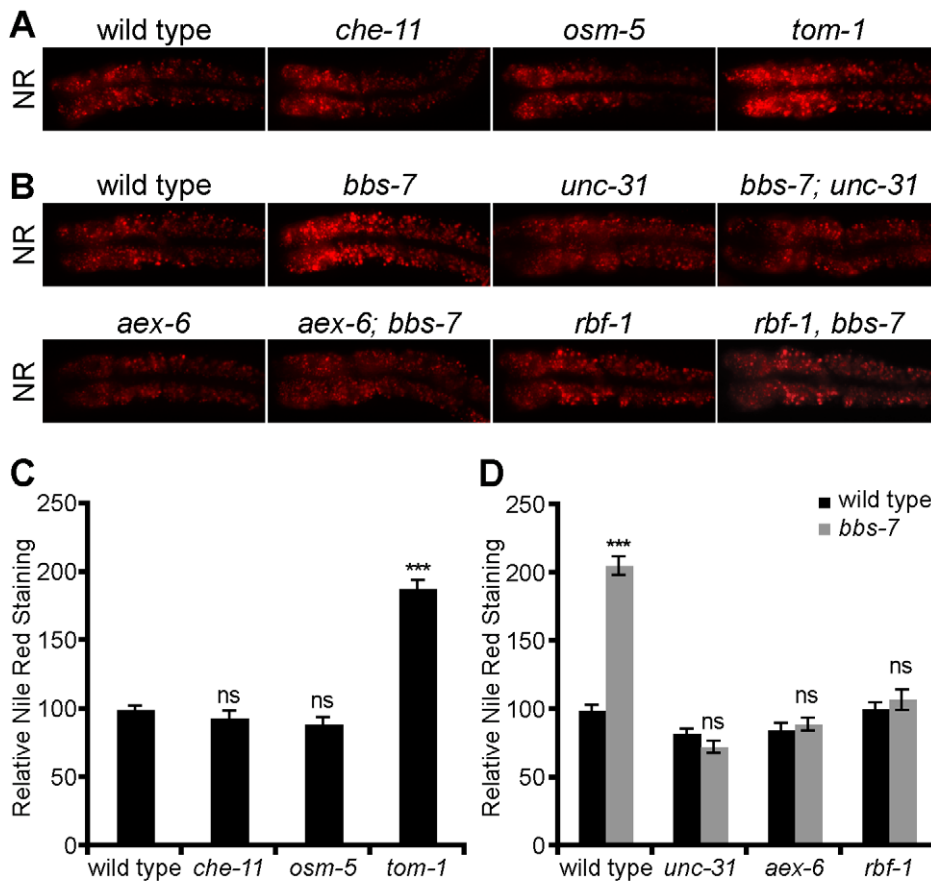 A
wild type che-11 osm-5 tom-1
NR
B
wild type bbs-7 unc-31 bbs-7; unc-31
NR
aex-6 aex-6; bbs-7 rbf-1 rbf-1, bbs-7
NR
C
Relative Nile Red Staining
250
200
150
100
50
0
ns
ns
***
wild type che-11 osm-5 tom-1
D
wild type
bbs-7
Relative Nile Red Staining
250
200
150
100
50
0
***
ns
ns
ns
wild type unc-31 aex-6 rbf-1